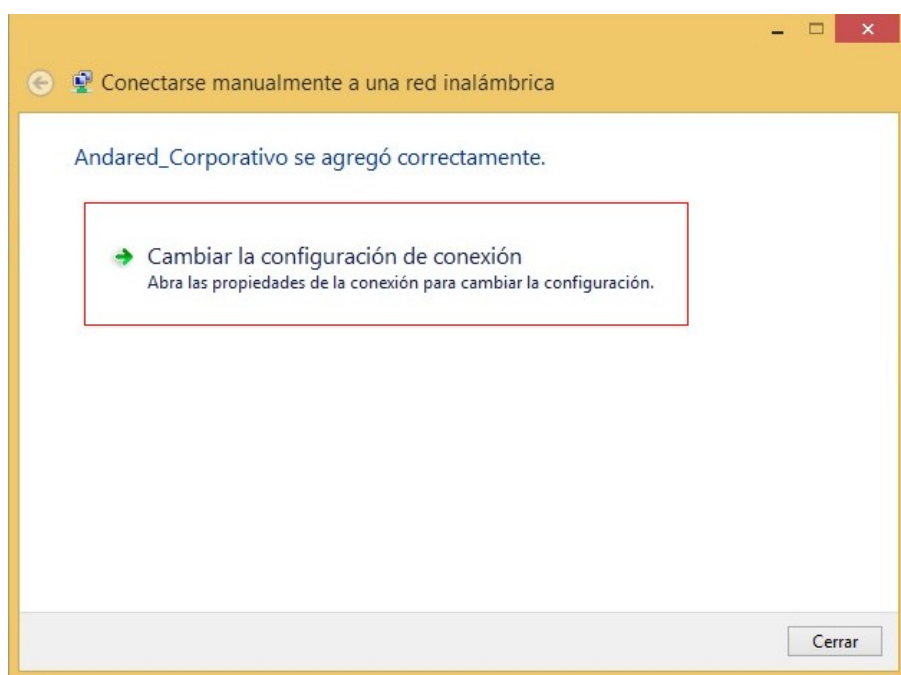 Conectarse manualmente a una red inalámbrica
Andared_Corporativo se agregó correctamente.
Cambiar la configuración de conexión
Abra las propiedades de la conexión para cambiar la configuración.
Cerrar